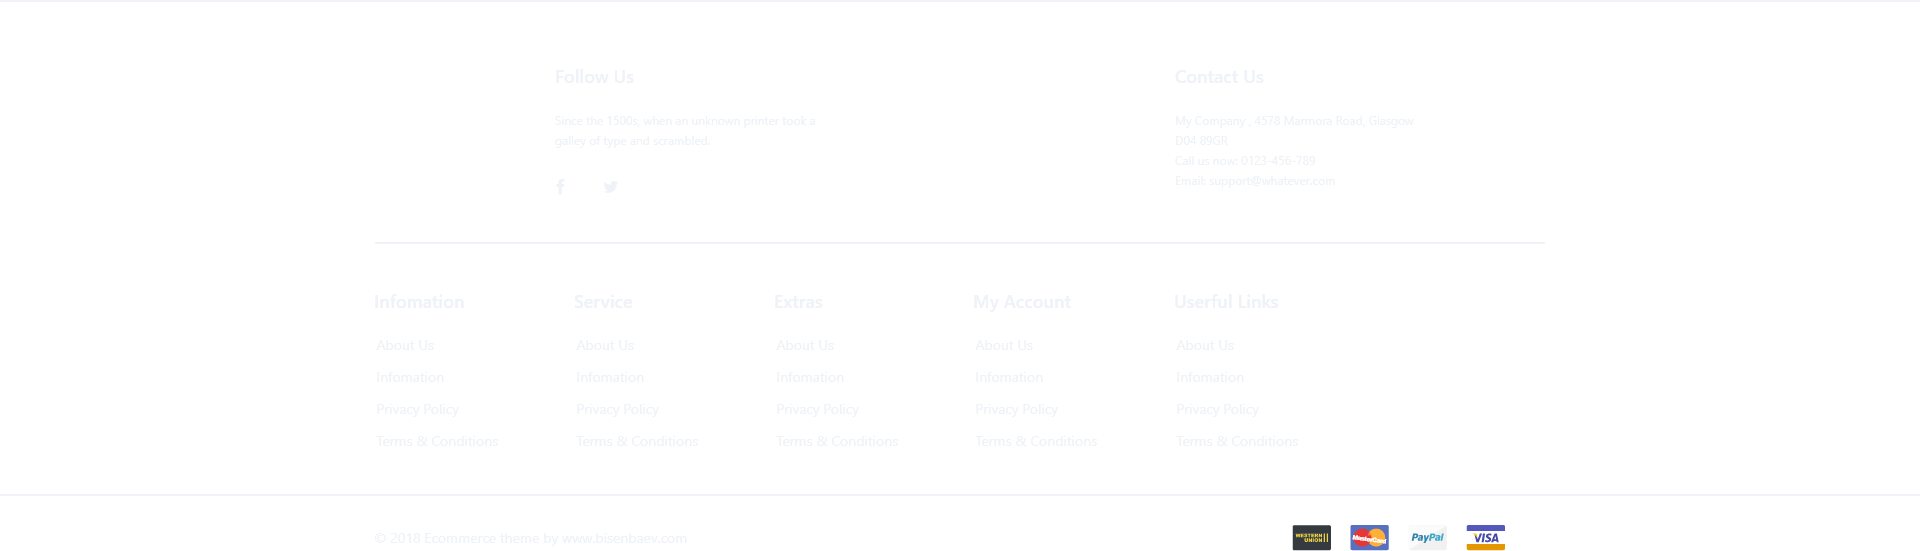 Follow Us
Since the 1500s, when an unknown printer took a
galley of type and scrambled.
Contact Us
My Company , 4578 Marmora Road, Glasgow
D04 89GR
Call us now: 0123-456-789
Email: support@whatever.com
Infomation
About Us
Infomation
Privacy Policy
Terms & Conditions
Service
About Us
Infomation
Privacy Policy
Terms & Conditions
Extras
About Us
Infomation
Privacy Policy
Terms & Conditions
My Account
About Us
Infomation
Privacy Policy
Terms & Conditions
Userful Links
About Us
Infomation
Privacy Policy
Terms & Conditions
© 2018 Ecommerce theme by www.bisenbaev.com
WESTERN
UNION
MasterCard
PayPal
VISA